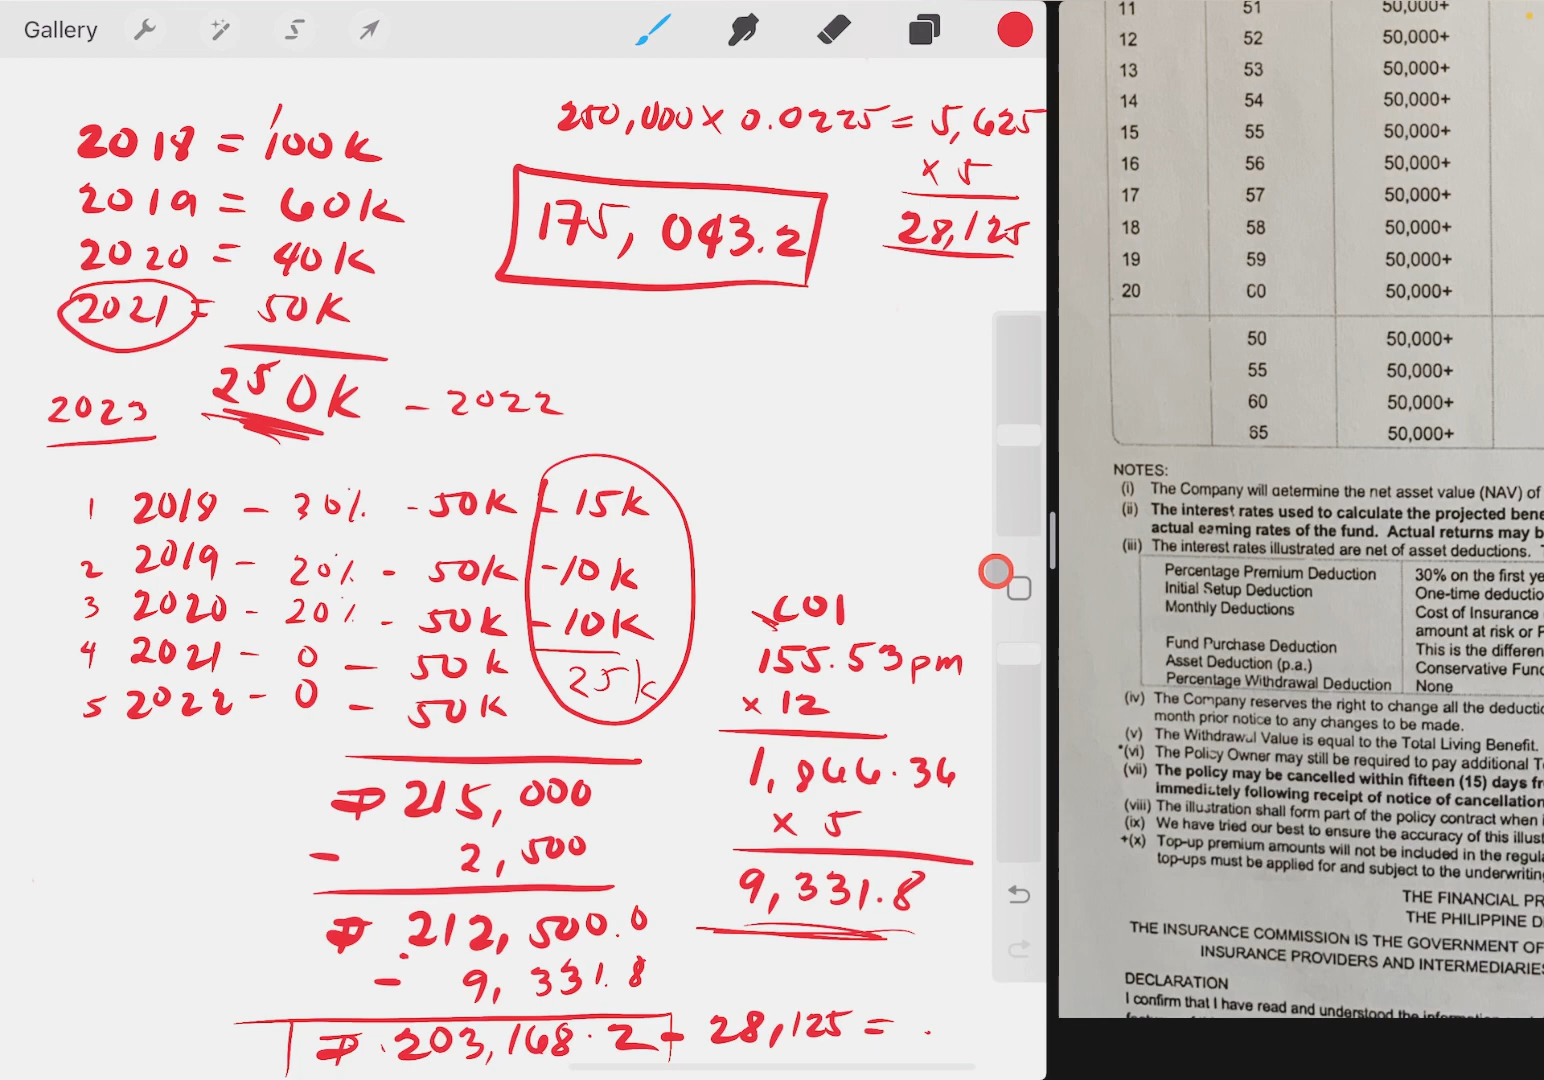 Gallery
2018 = 100K
2019 = 60K
2020 = 40K
2021 = 50K
250K - 2022
2023
250,000 x 0.0225 = 5,625
x 5
28,125
175,043.2
1 2018 - 30% - 50K - 15K
2 2019 - 20% - 50K - 10K
3 2020 - 20% - 50K - 10K
4 2021 - 0 - 50K
5 2022 - 0 - 50K
25K
₱ 215,000
- 2,500
₱ 212,500.0
- 9,331.8
₱ 203,168.2 - 28,125 = .
COI
155.53 pm
x 12
1,866.36
x 5
9,331.8
11 51 50,000+
12 52 50,000+
13 53 50,000+
14 54 50,000+
15 55 50,000+
16 56 50,000+
17 57 50,000+
18 58 50,000+
19 59 50,000+
20 60 50,000+
50 50,000+
55 50,000+
60 50,000+
65 50,000+
NOTES:
(i) The Company will determine the net asset value (NAV) of
(ii) The interest rates used to calculate the projected
actual earning rates of the fund. Actual returns may
(iii) The interest rates illustrated are net of asset deductions.
Percentage Premium Deduction 30% on the first
Initial Setup Deduction One-time
Monthly Deductions Cost of Insurance
amount at risk or
Fund Purchase Deduction This is the
Asset Deduction (p.a.) Conservative
Percentage Withdrawal Deduction None
(iv) The Company reserves the right to change all the
month prior notice to any changes to be made.
(v) The Withdrawal Value is equal to the Total Living Benefit.
*(vi) The Policy Owner may still be required to pay additional
(vii) The policy may be cancelled within fifteen (15) days
immediately following receipt of notice of cancellation
(viii) The illustration shall form part of the policy contract when
(ix) We have tried our best to ensure the accuracy of this
+(x) Top-up premium amounts will not be included in the
top-ups must be applied for and subject to the
THE FINANCIAL
THE PHILIPPINE
THE INSURANCE COMMISSION IS THE GOVERNMENT OF
INSURANCE PROVIDERS AND
DECLARATION
I confirm that I have read and understood the